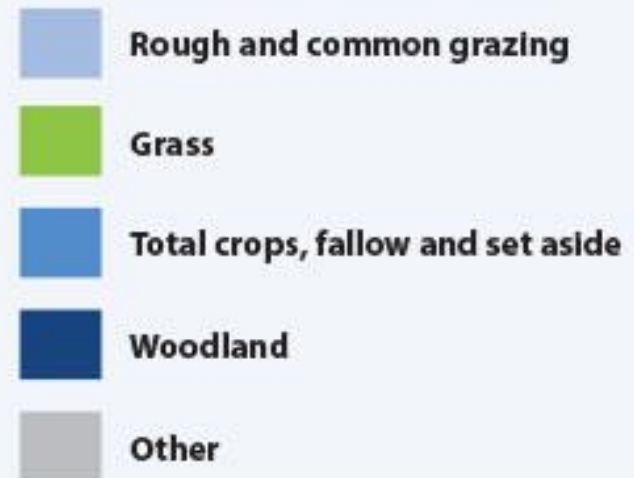 Rough and common grazing
Grass
Total crops, fallow and set aside
Woodland
Other